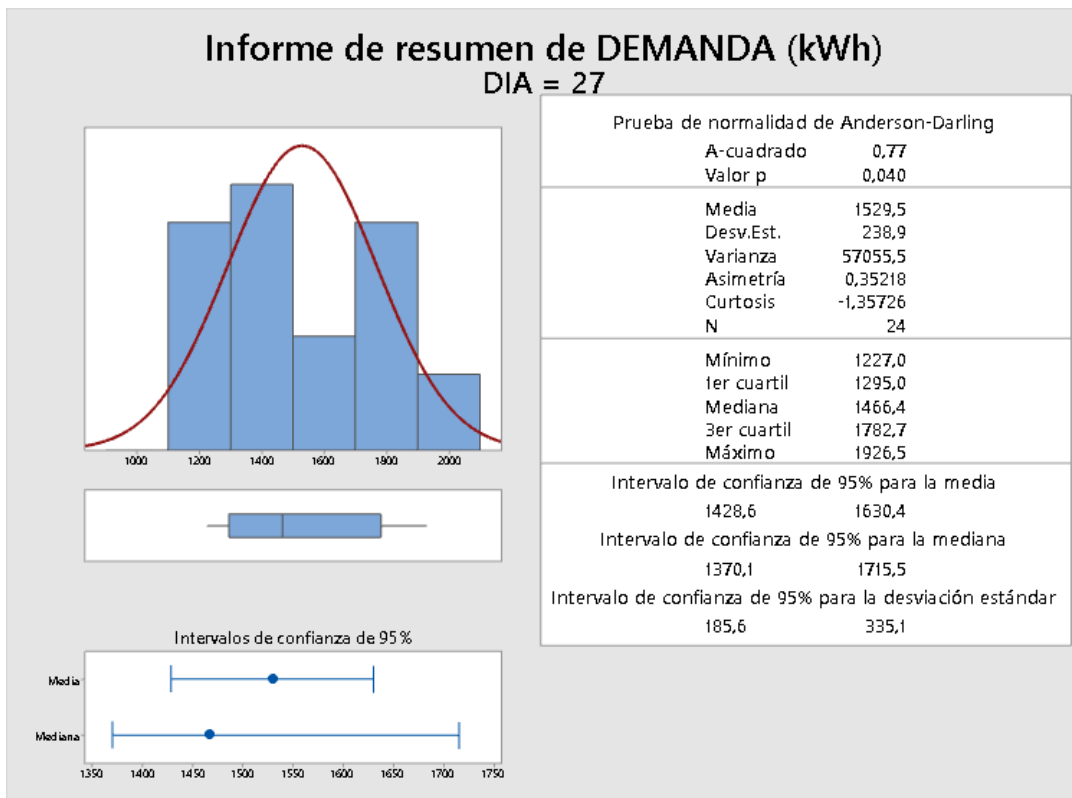 Informe de resumen de DEMANDA (kWh)
DIA = 27
1000 1200 1400 1600 1800 2000
Intervalos de confianza de 95%
Media
Mediana
1350 1400 1450 1500 1550 1600 1650 1700 1750
Prueba de normalidad de Anderson-Darling
A-cuadrado 0,77
Valor p 0,040
Media 1529,5
Desv.Est. 238,9
Varianza 57055,5
Asimetría 0,35218
Curtosis -1,35726
N 24
Mínimo 1227,0
1er cuartil 1295,0
Mediana 1466,4
3er cuartil 1782,7
Máximo 1926,5
Intervalo de confianza de 95% para la media
1428,6 1630,4
Intervalo de confianza de 95% para la mediana
1370,1 1715,5
Intervalo de confianza de 95% para la desviación estándar
185,6 335,1